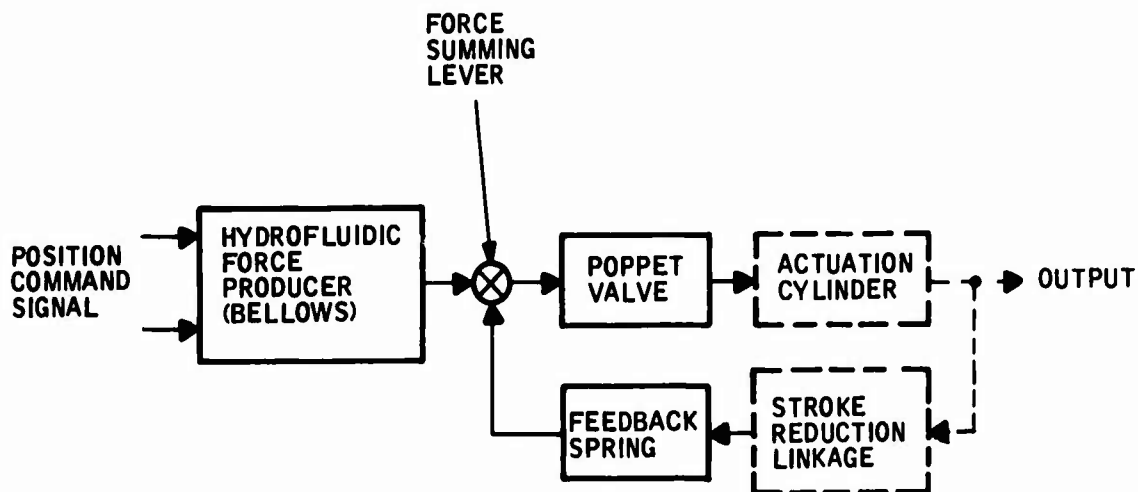 FORCE
SUMMING
LEVER
POSITION
COMMAND
SIGNAL
HYDROFLUIDIC
FORCE
PRODUCER
(BELLOWS)
POPPET
VALVE
ACTUATION
CYLINDER
OUTPUT
FEEDBACK
SPRING
STROKE
REDUCTION
LINKAGE